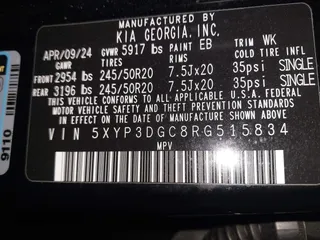 MFD BY
KIA GEORGIA, INC.
APR/09/24 GVWR 5917 lbs PAINT EB TRIM WK
GAWR TIRES RIMS COLD TIRE INFL
FRONT 2954 lbs 245/50R20 7.5Jx20 35psi SINGLE
REAR 3196 lbs 245/50R20 7.5Jx20 35psi SINGLE
THIS VEHICLE CONFORMS TO ALL APPLICABLE U.S.A. FEDERAL
MOTOR VEHICLE SAFETY AND THEFT PREVENTION STANDARDS
IN EFFECT ON THE DATE OF MANUFACTURE SHOWN ABOVE
VIN 5XYP3DGC8RG515834
MPV
9110